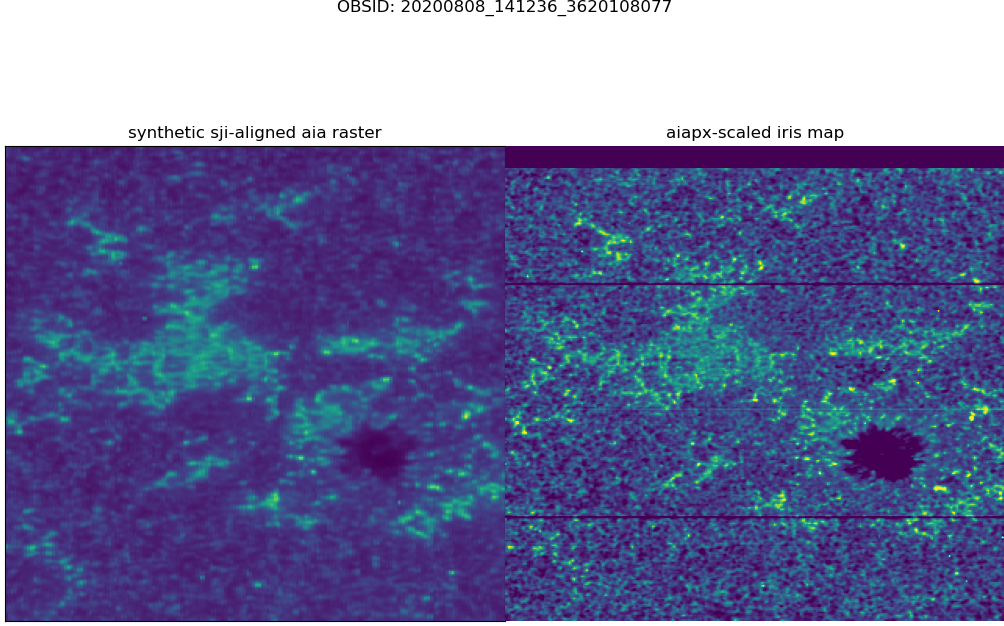 OBSID: 20200808_141236_3620108077
synthetic sji-aligned aia raster
aiapx-scaled iris map